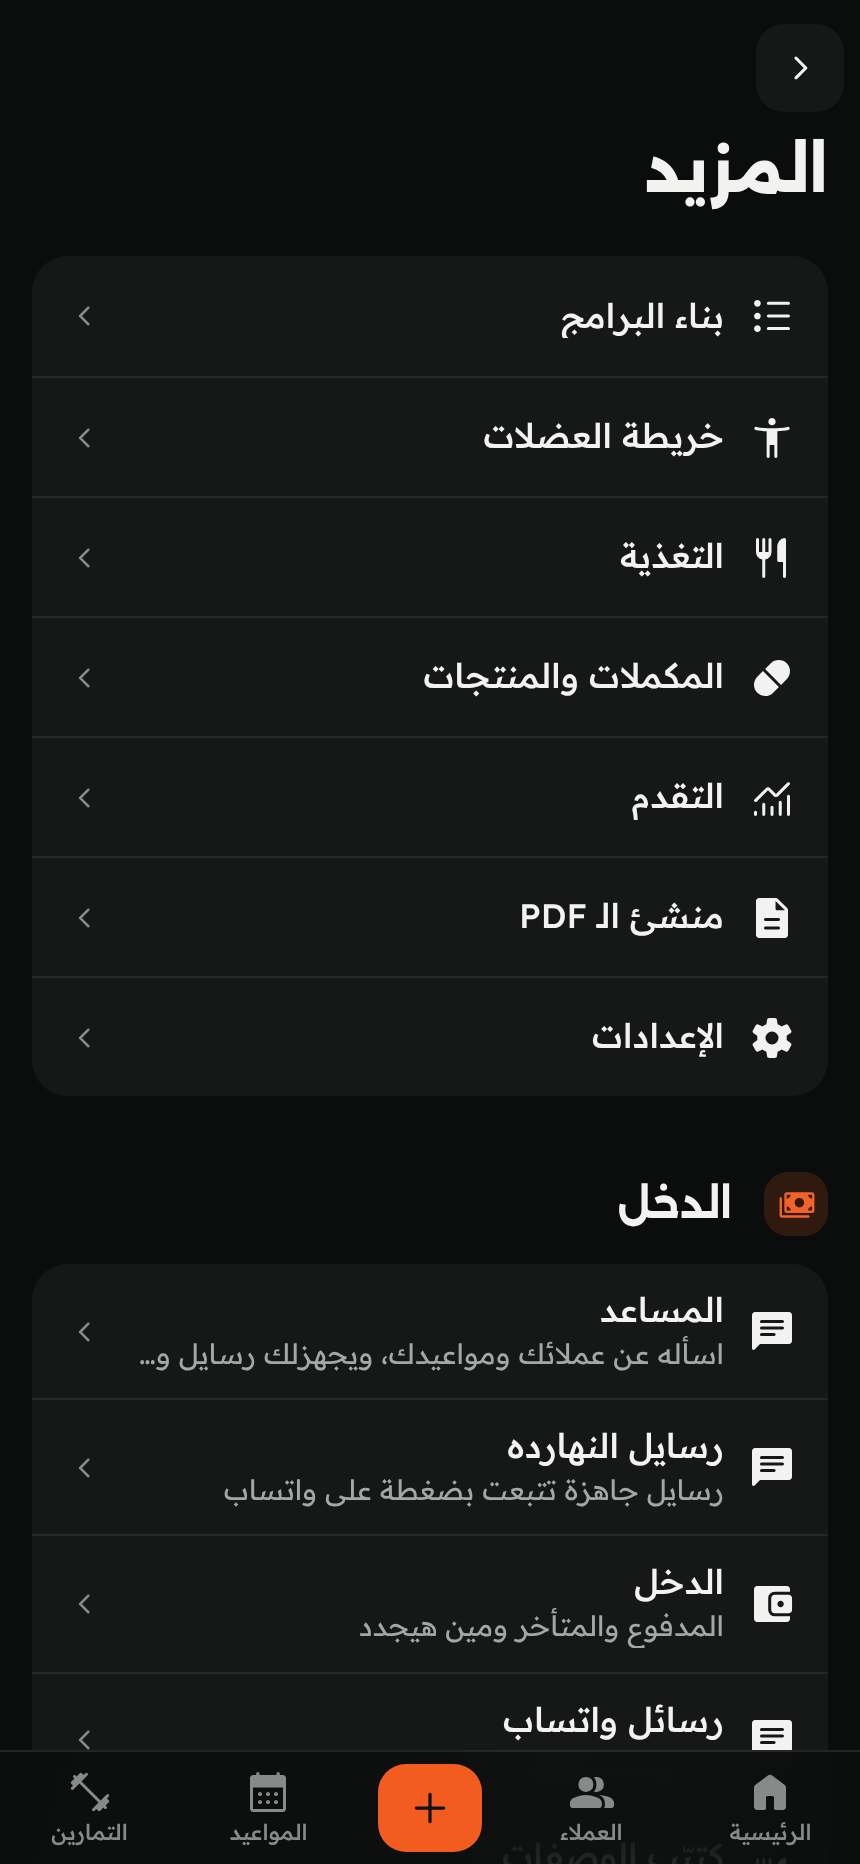 المزيد
بناء البرامج
خريطة العضلات
التغذية
المكملات والمنتجات
التقدم
منشئ الـ PDF
الإعدادات
الدخل
المساعد
اسأله عن عملائك ومواعيدك، ويجهزلك رسايل و...
رسايل النهارده
رسايل جاهزة تتبعت بضغطة على واتساب
الدخل
المدفوع والمتأخر ومين هيجدد
رسائل واتساب
كتيّب الوصفات
الرئيسية
العملاء
المواعيد
التمارين